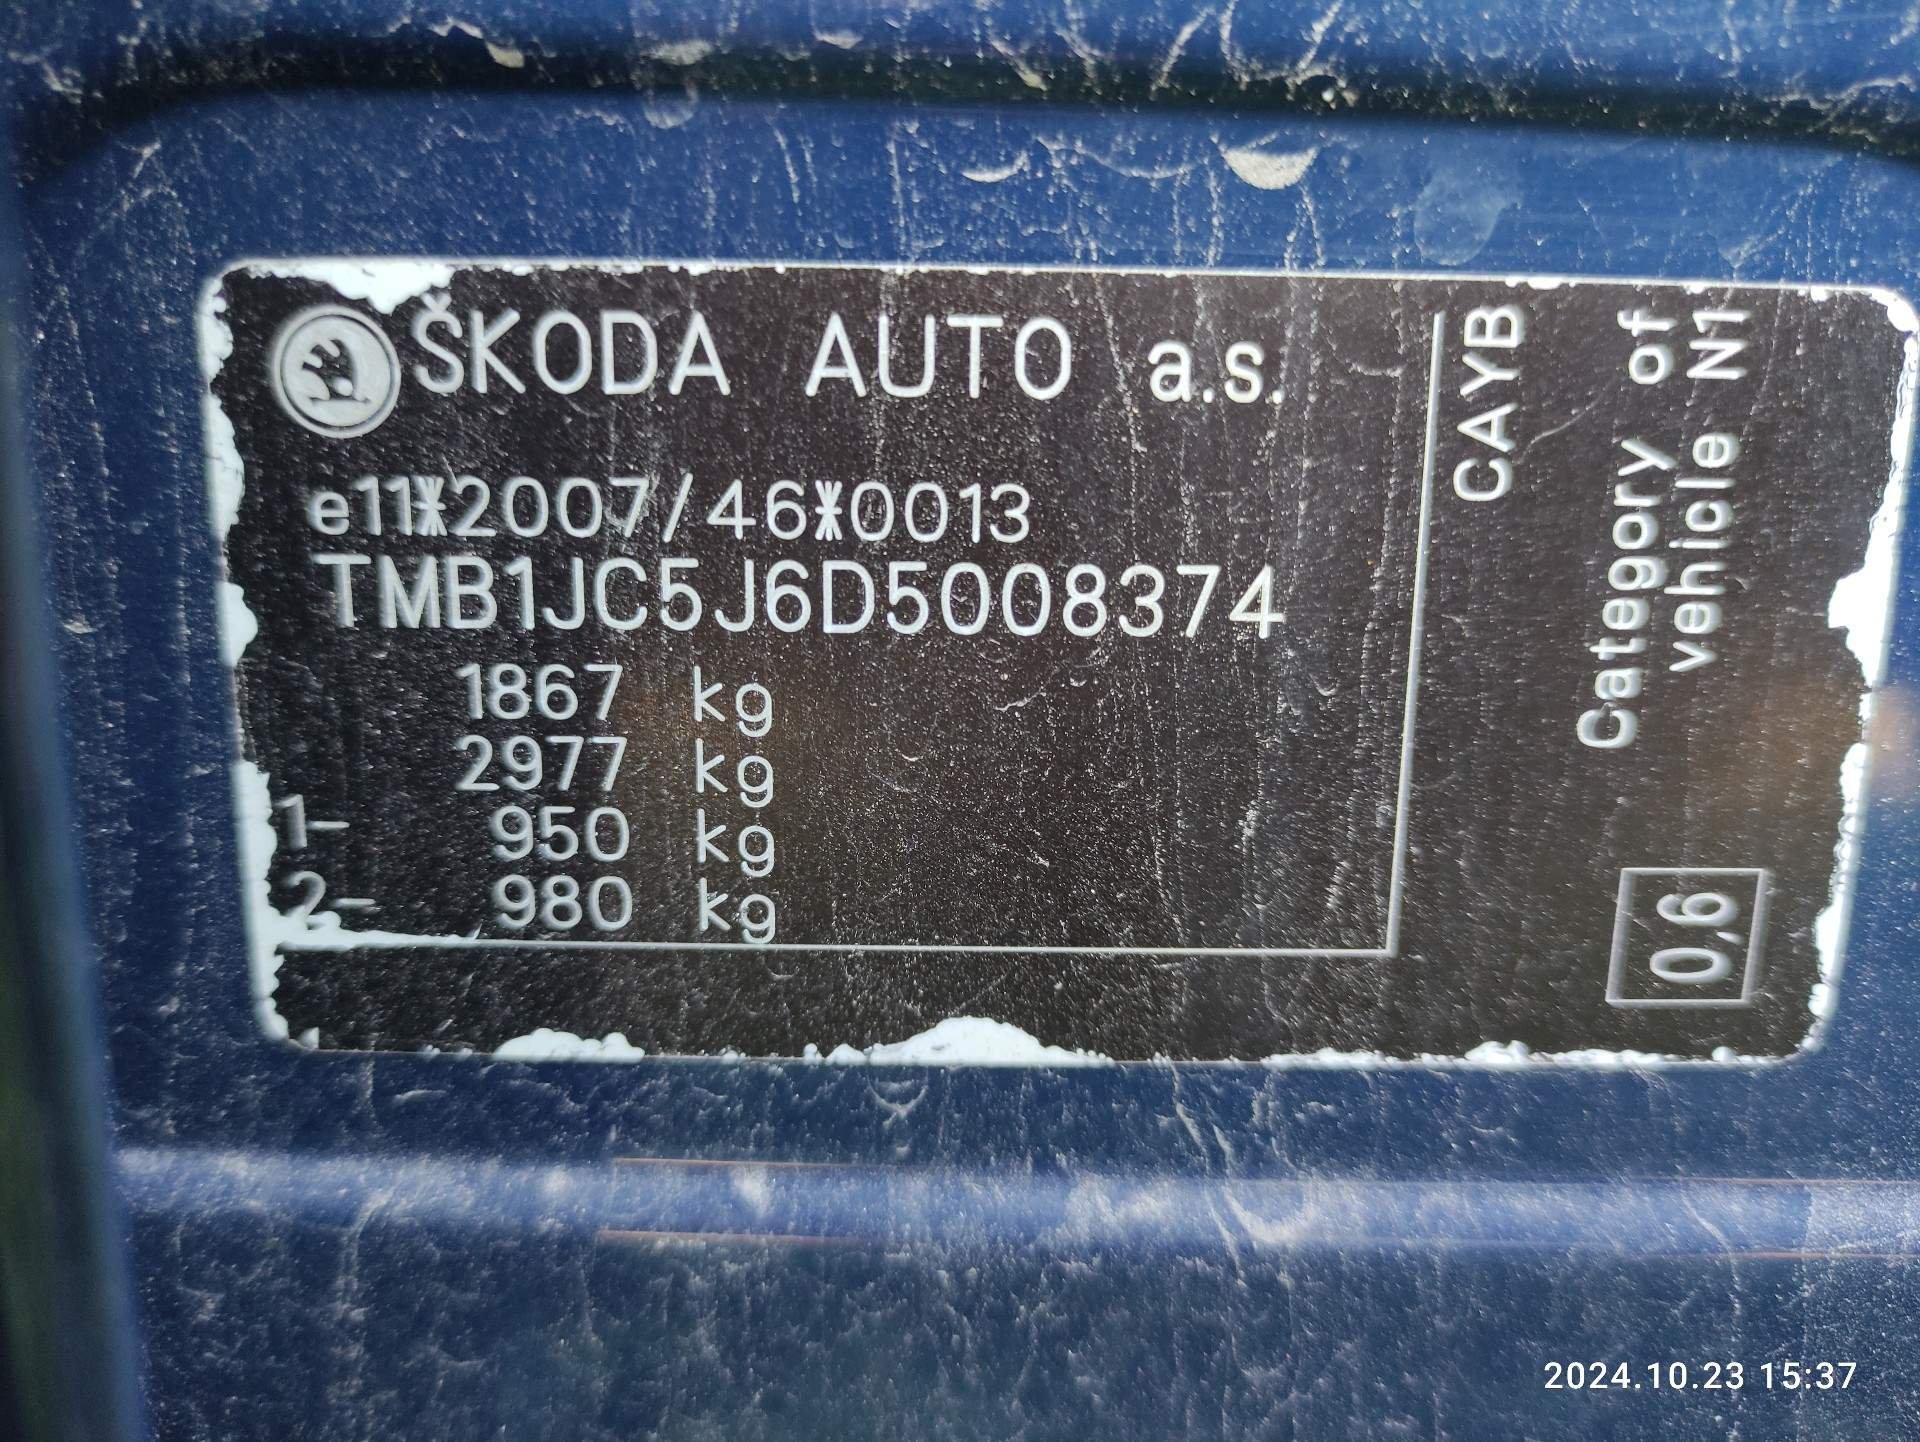 ŠKODA AUTO a.s.
e11*2007/46*0013
TMB1JC5J6D5008374
1867 kg
2977 kg
1- 950 kg
2- 980 kg
CAYB
Category of
vehicle N1
0,6
2024.10.23 15:37